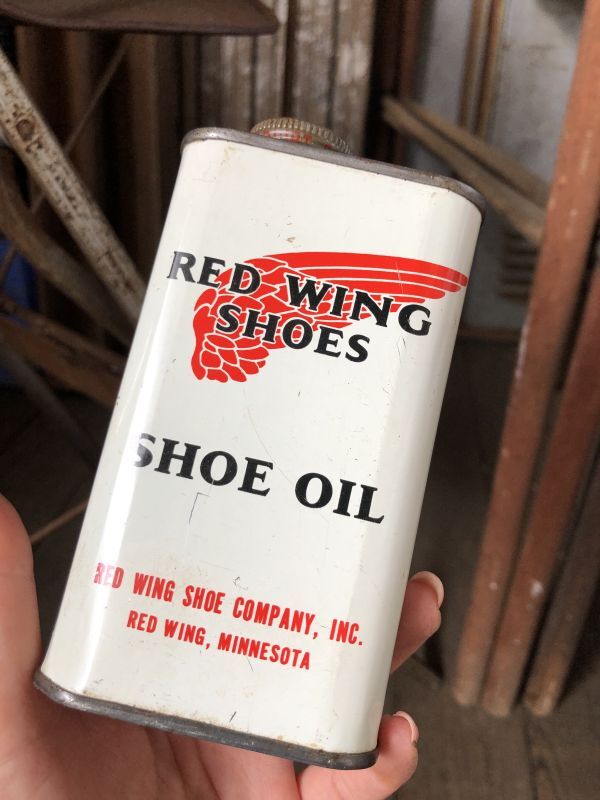 RED WING
SHOES
SHOE OIL
RED WING SHOE COMPANY, INC.
RED WING, MINNESOTA